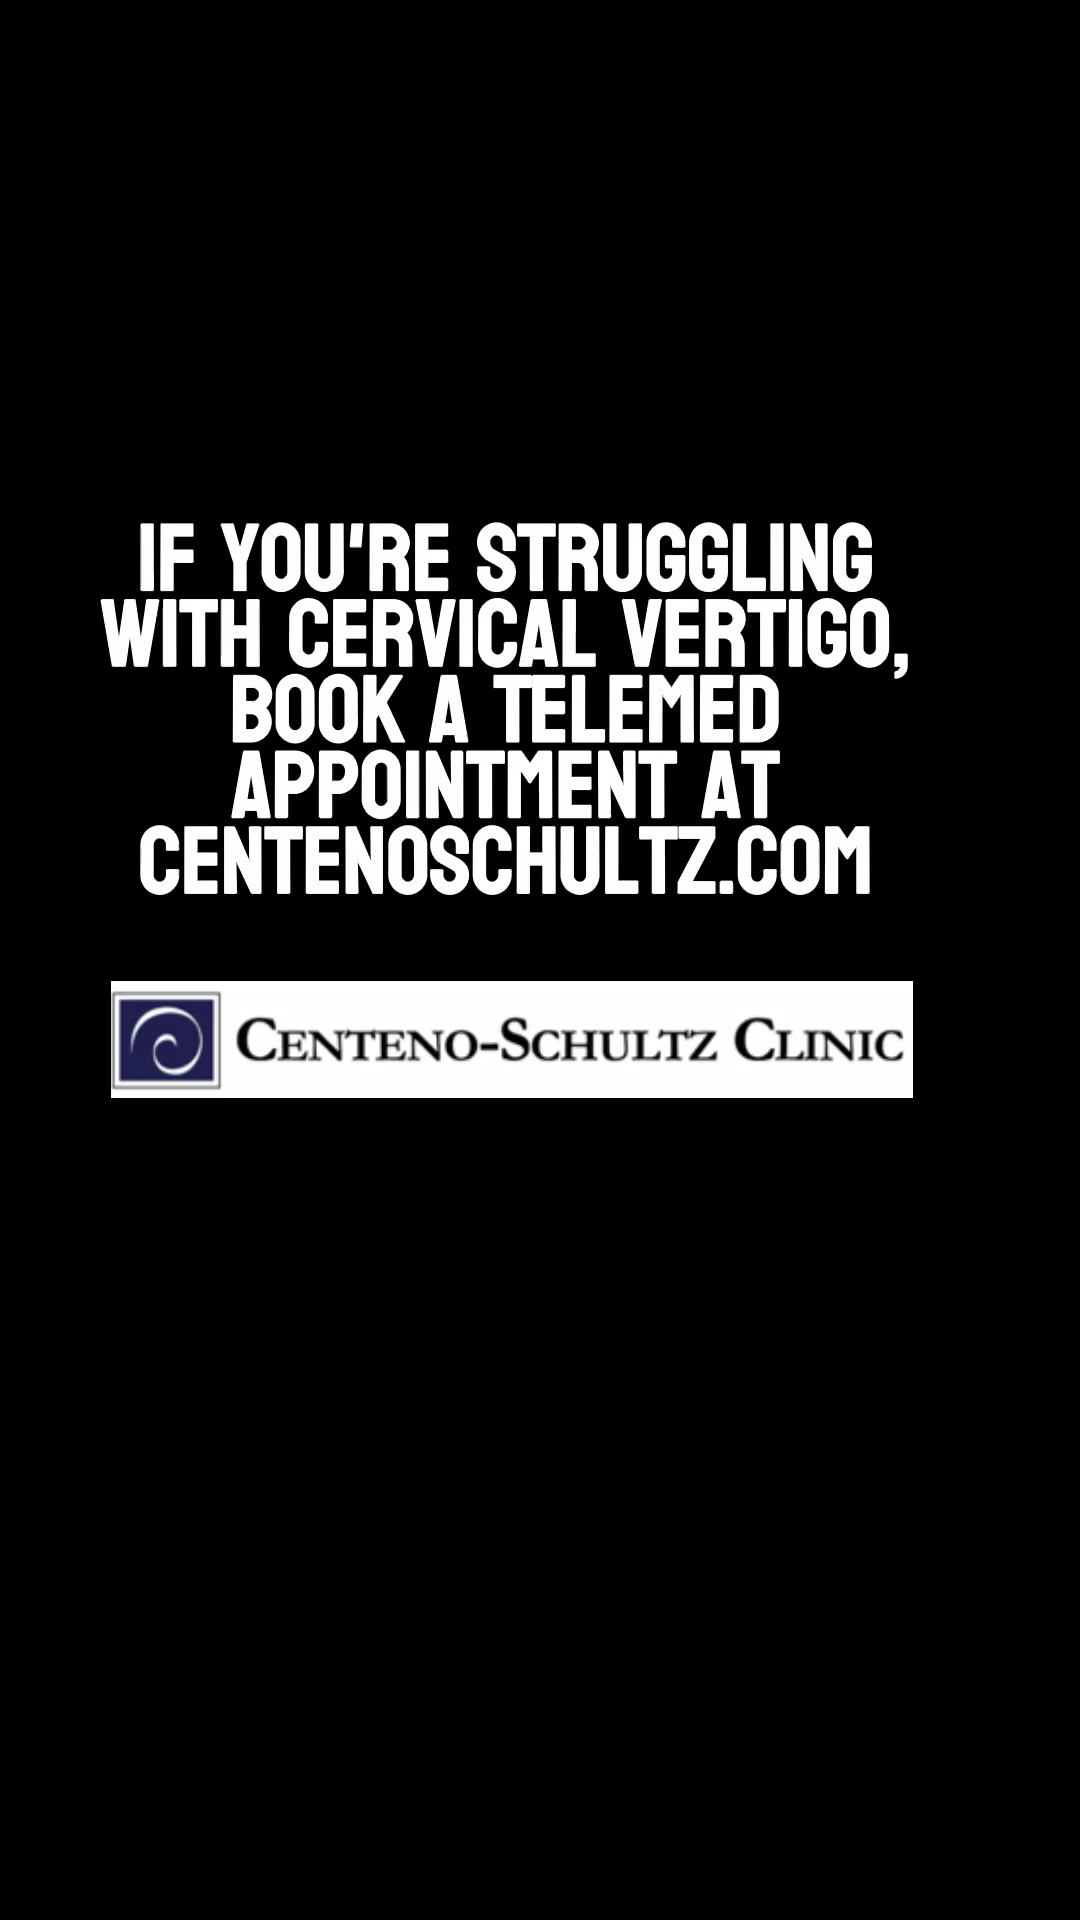 IF YOU'RE STRUGGLING
WITH CERVICAL VERTIGO,
BOOK A TELEMED
APPOINTMENT AT
CENTENOSCHULTZ.COM
CENTENO-SCHULTZ CLINIC